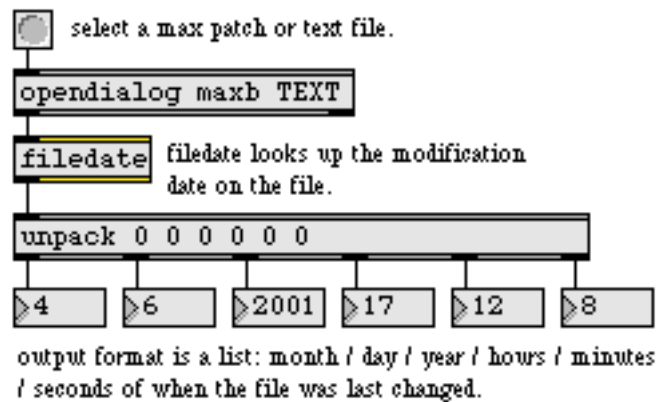 select a max patch or text file.
opendialog maxb TEXT
filedate
filedate looks up the modification
date on the file.
unpack 0 0 0 0 0 0
4 6 2001 17 12 8
output format is a list: month / day / year / hours / minutes
/ seconds of when the file was last changed.